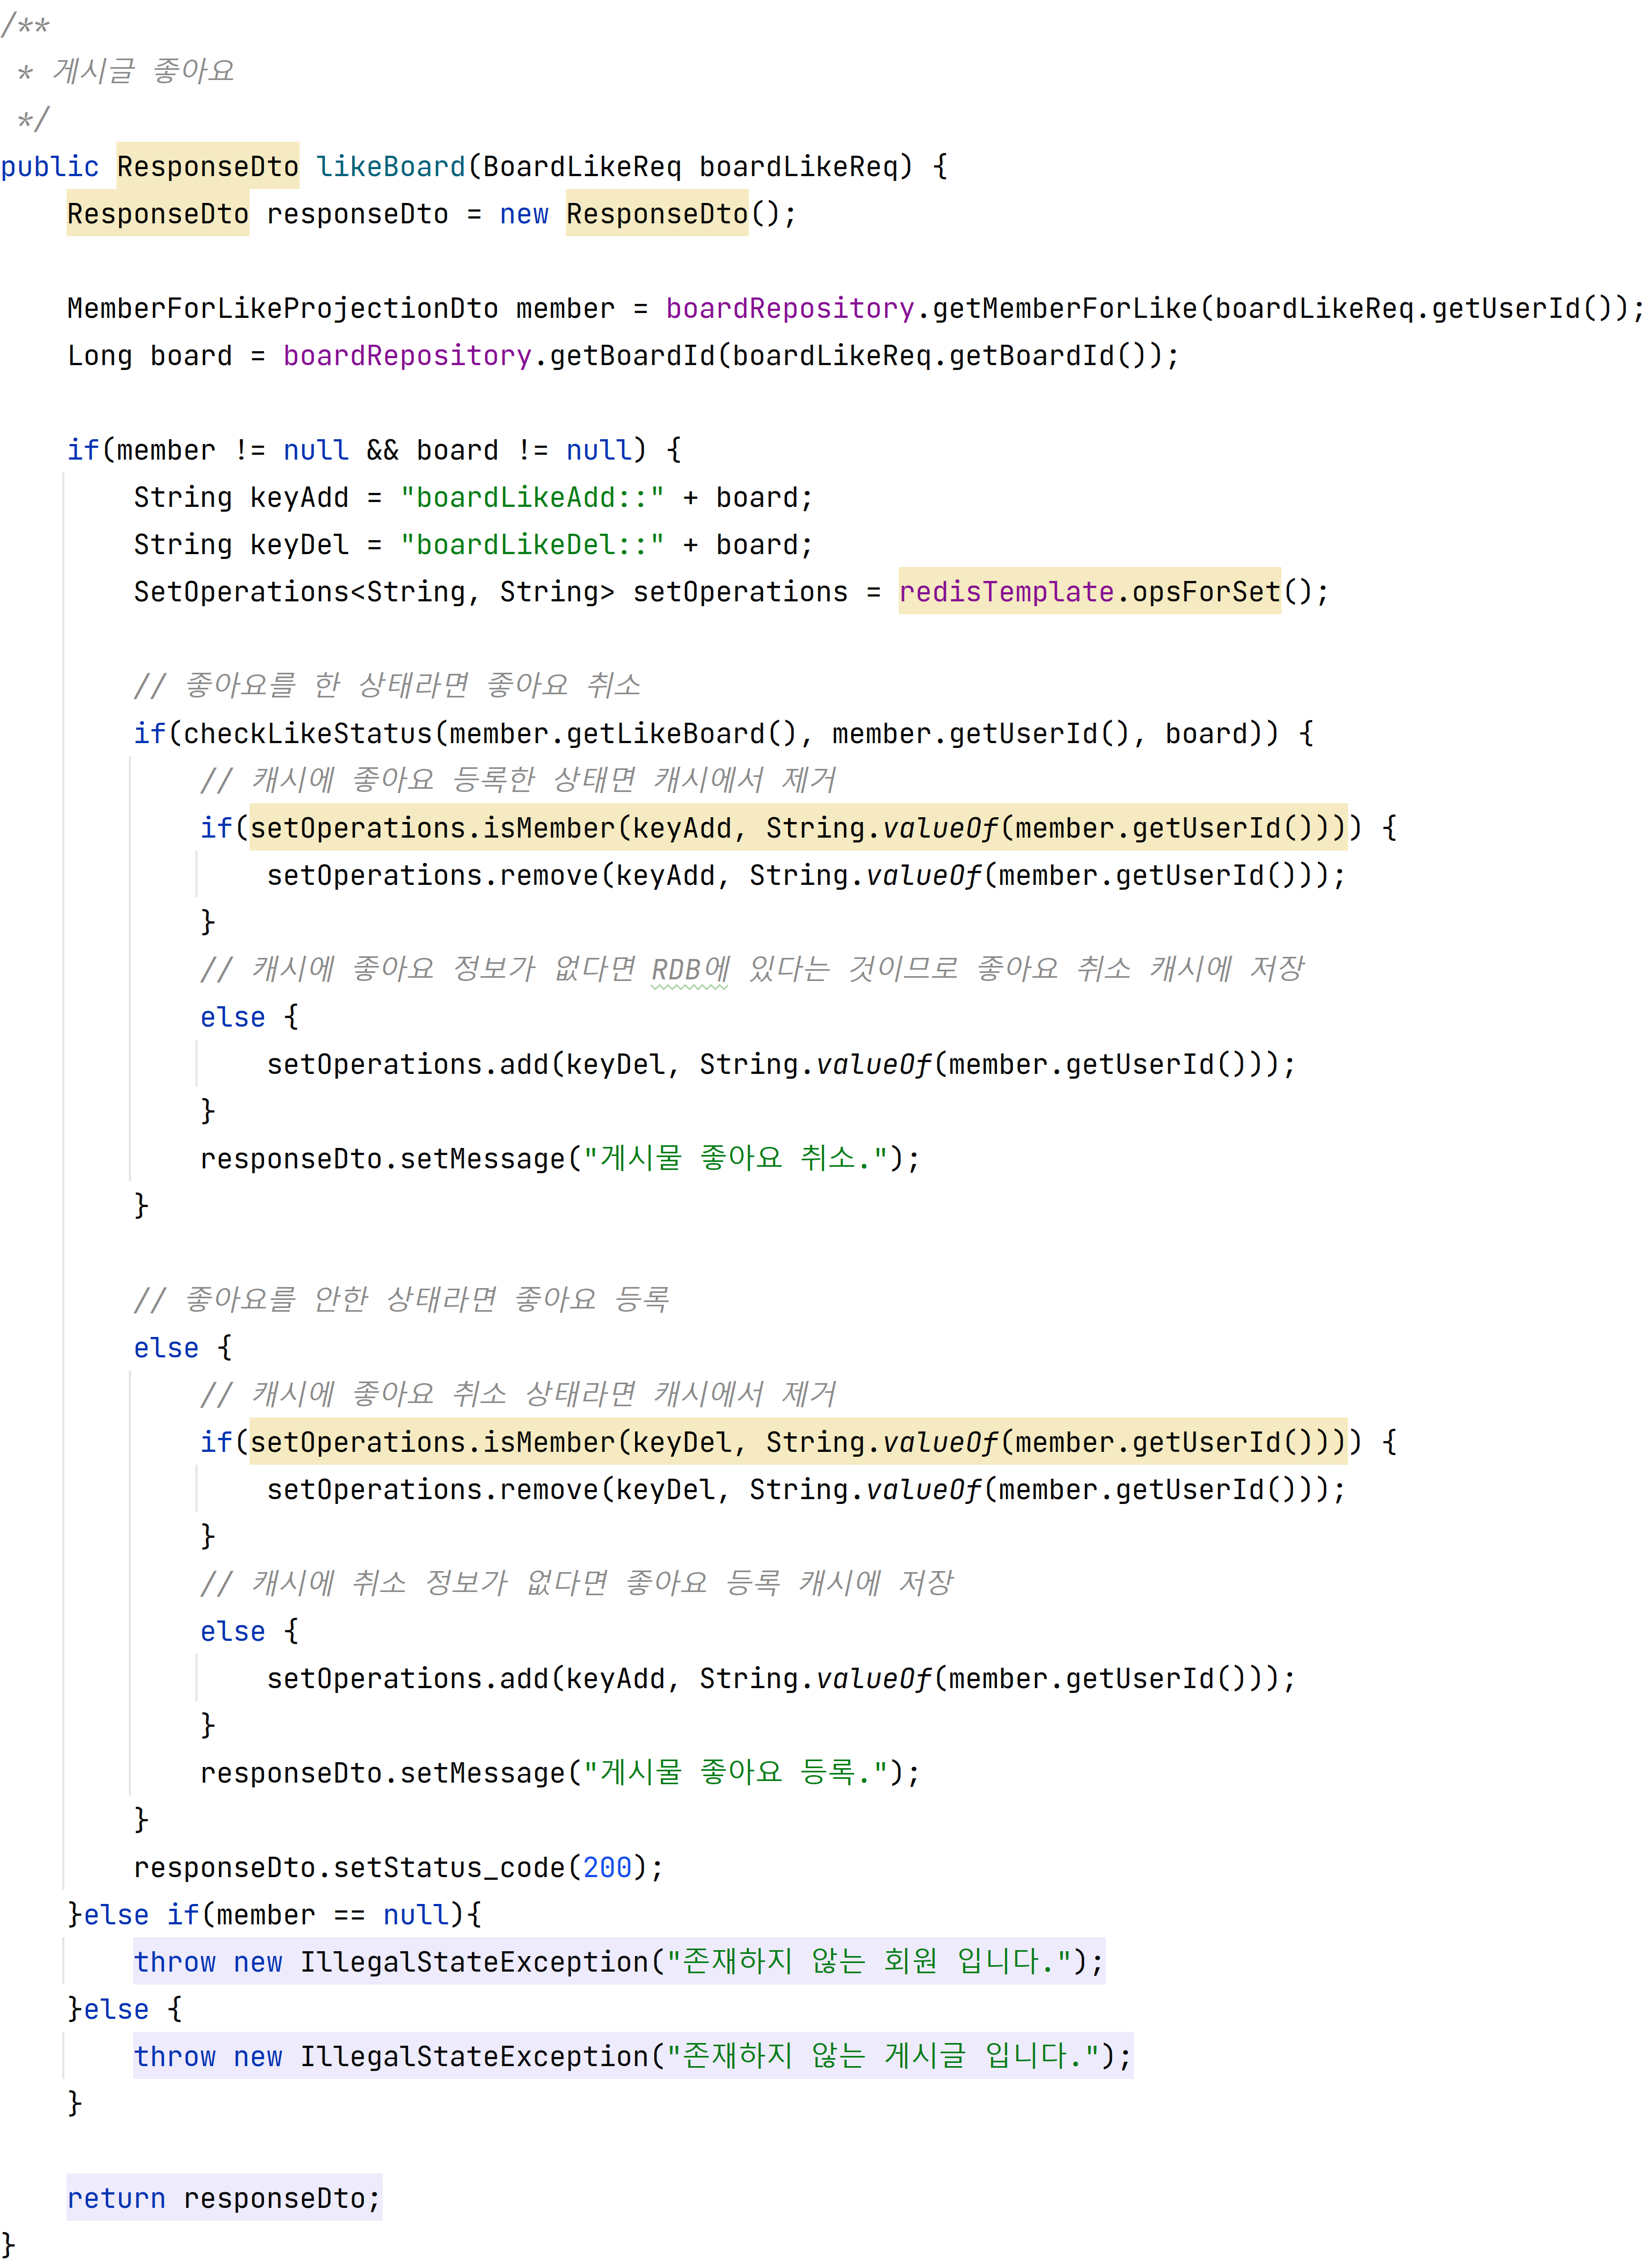 /**
 * 게시글 좋아요
 */
public ResponseDto likeBoard(BoardLikeReq boardLikeReq) {
    ResponseDto responseDto = new ResponseDto();

    MemberForLikeProjectionDto member = boardRepository.getMemberForLike(boardLikeReq.getUserId());
    Long board = boardRepository.getBoardId(boardLikeReq.getBoardId());

    if(member != null && board != null) {
        String keyAdd = "boardLikeAdd::" + board;
        String keyDel = "boardLikeDel::" + board;
        SetOperations<String, String> setOperations = redisTemplate.opsForSet();

        // 좋아요를 한 상태라면 좋아요 취소
        if(checkLikeStatus(member.getLikeBoard(), member.getUserId(), board)) {
            // 캐시에 좋아요 등록한 상태면 캐시에서 제거
            if(setOperations.isMember(keyAdd, String.valueOf(member.getUserId()))) {
                setOperations.remove(keyAdd, String.valueOf(member.getUserId()));
            }
            // 캐시에 좋아요 정보가 없다면 RDB에 있다는 것이므로 좋아요 취소 캐시에 저장
            else {
                setOperations.add(keyDel, String.valueOf(member.getUserId()));
            }
            responseDto.setMessage("게시물 좋아요 취소.");
        }

        // 좋아요를 안한 상태라면 좋아요 등록
        else {
            // 캐시에 좋아요 취소 상태라면 캐시에서 제거
            if(setOperations.isMember(keyDel, String.valueOf(member.getUserId()))) {
                setOperations.remove(keyDel, String.valueOf(member.getUserId()));
            }
            // 캐시에 취소 정보가 없다면 좋아요 등록 캐시에 저장
            else {
                setOperations.add(keyAdd, String.valueOf(member.getUserId()));
            }
            responseDto.setMessage("게시물 좋아요 등록.");
        }
        responseDto.setStatus_code(200);
    }else if(member == null){
        throw new IllegalStateException("존재하지 않는 회원 입니다.");
    }else {
        throw new IllegalStateException("존재하지 않는 게시글 입니다.");
    }

    return responseDto;
}